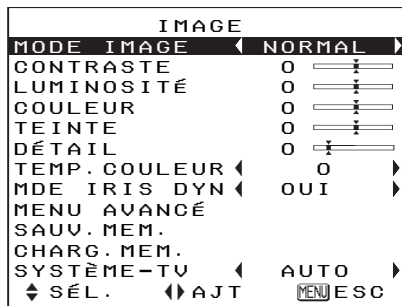 IMAGE
MODE IMAGE NORMAL
CONTRASTE 0
LUMINOSITÉ 0
COULEUR 0
TEINTE 0
DÉTAIL 0
TEMP.COULEUR 0
MDE IRIS DYN OUI
MENU AVANCÉ
SAUV.MEM.
CHARG.MEM.
SYSTÈME-TV AUTO
SÉL. AJT MENU ESC